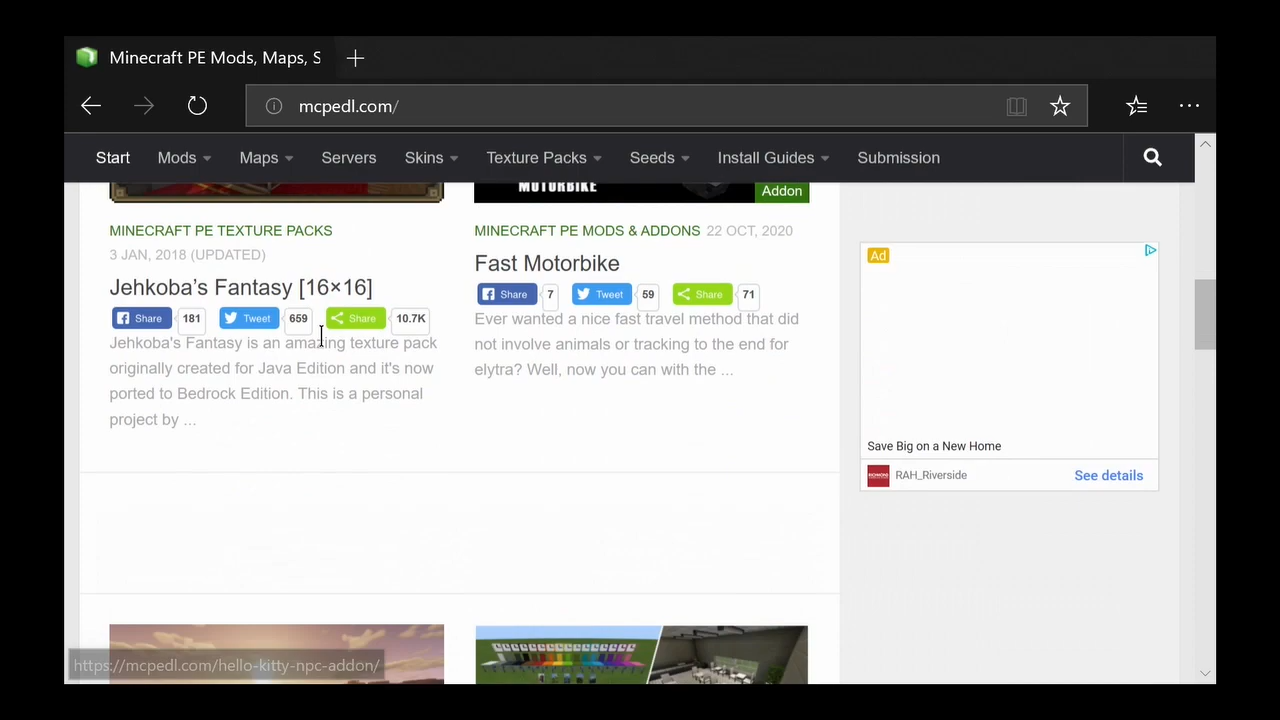 Minecraft PE Mods, Maps, S
mcpedl.com/
Start Mods Maps Servers Skins Texture Packs Seeds Install Guides Submission
MOTORBIKE
Addon
MINECRAFT PE TEXTURE PACKS
3 JAN, 2018 (UPDATED)
Jehkoba's Fantasy [16×16]
Share 181 Tweet 659 Share 10.7K
Jehkoba's Fantasy is an amazing texture pack
originally created for Java Edition and it's now
ported to Bedrock Edition. This is a personal
project by ...
MINECRAFT PE MODS & ADDONS 22 OCT, 2020
Fast Motorbike
Share 7 Tweet 59 Share 71
Ever wanted a nice fast travel method that did
not involve animals or tracking to the end for
elytra? Well, now you can with the ...
Ad
Save Big on a New Home
RAH_Riverside See details
https://mcpedl.com/hello-kitty-npc-addon/